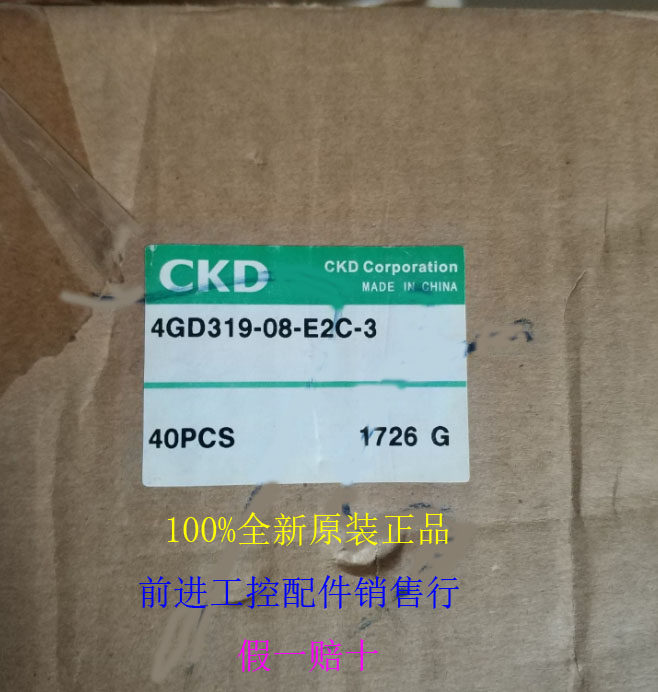 CKD
CKD Corporation
MADE IN CHINA
4GD319-08-E2C-3
40PCS 1726 G
100%全新原装正品
前进工控配件销售行
假一赔十